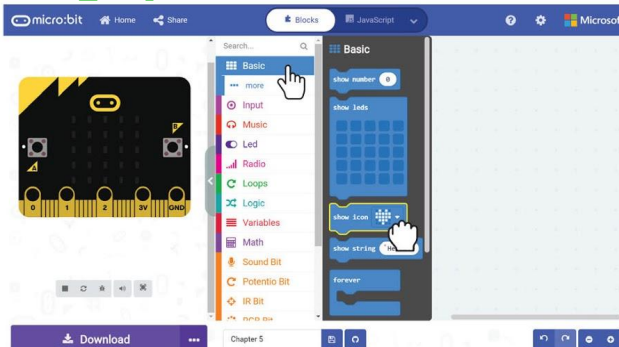 micro:bit Home Share Blocks JavaScript Microsoft
Search...
Basic
more
Input
Music
Led
Radio
Loops
Logic
Variables
Math
Sound Bit
Potentio Bit
IR Bit
Basic
show number 0
show leds
show icon
show string
forever
A
B
0 1 2 3V GND
Download
Chapter 5